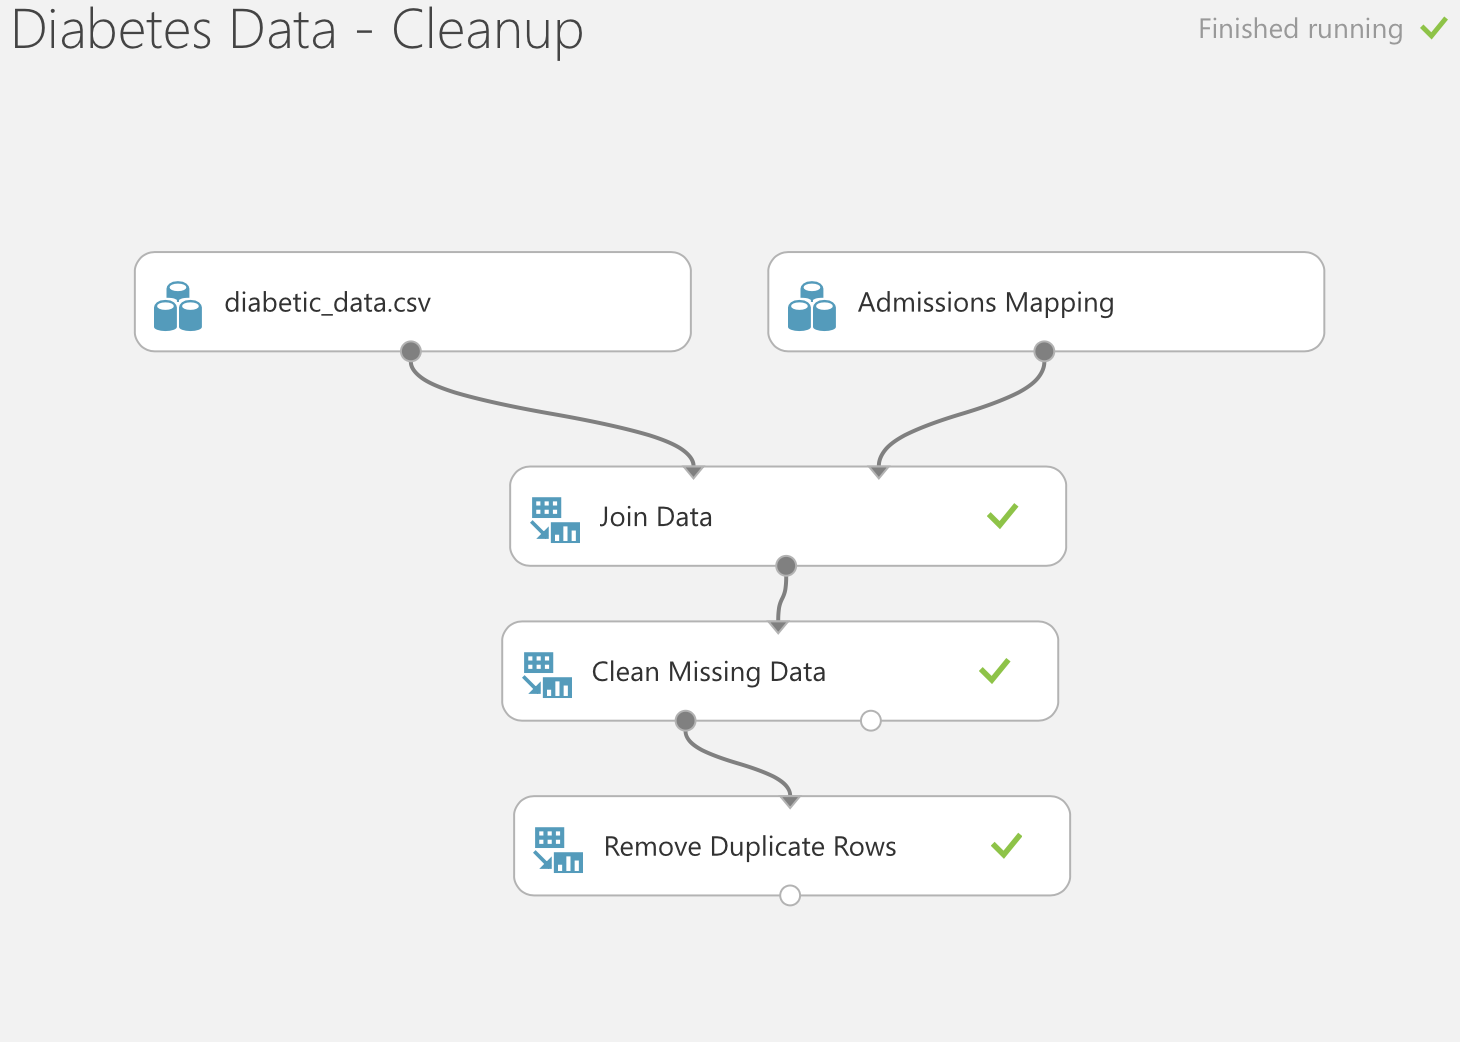 Diabetes Data - Cleanup
Finished running
diabetic_data.csv
Admissions Mapping
Join Data
Clean Missing Data
Remove Duplicate Rows